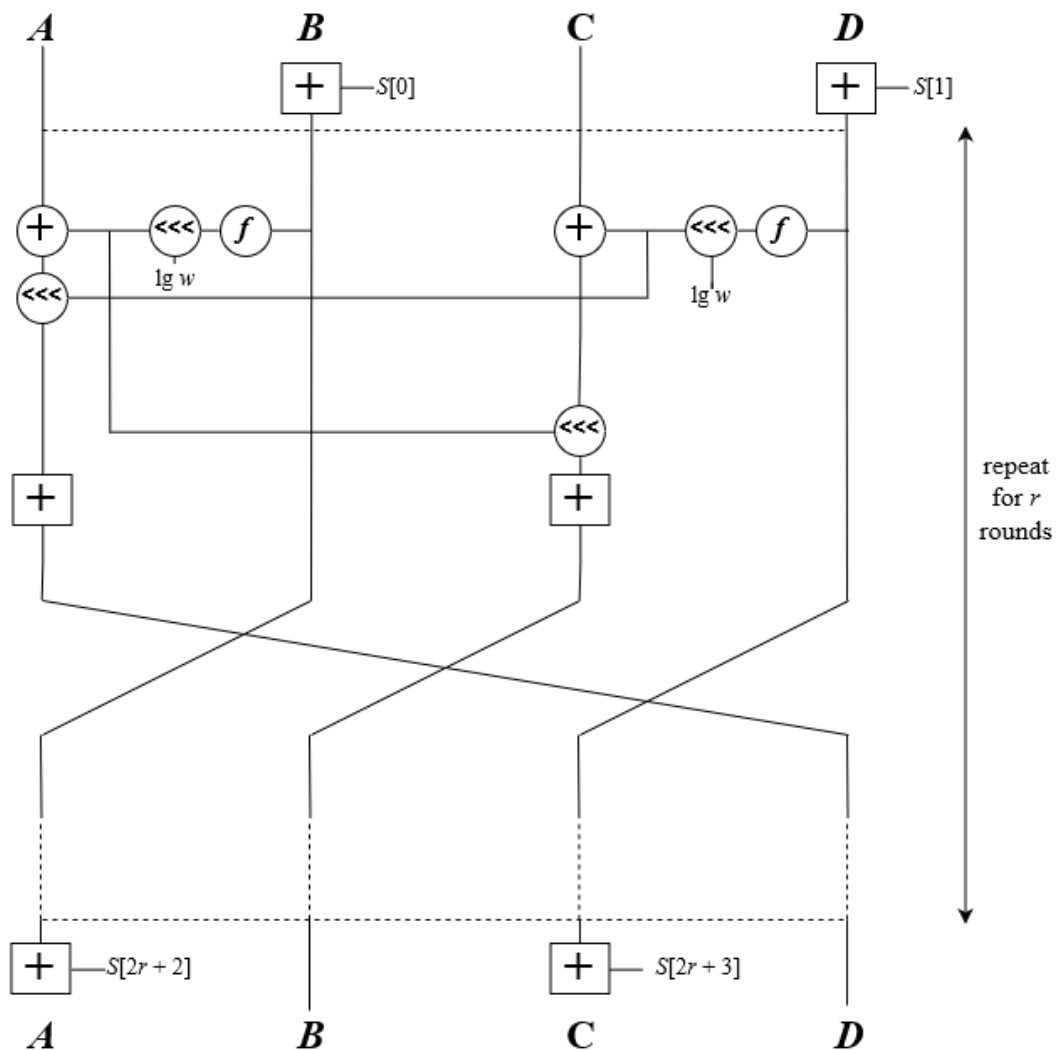 A B C D
+ S[0] + S[1]
+ <<< f + <<< f
lg w
<<< lg w
<<<
+ +
repeat
for r
rounds
+ S[2r + 2] + S[2r + 3]
A B C D